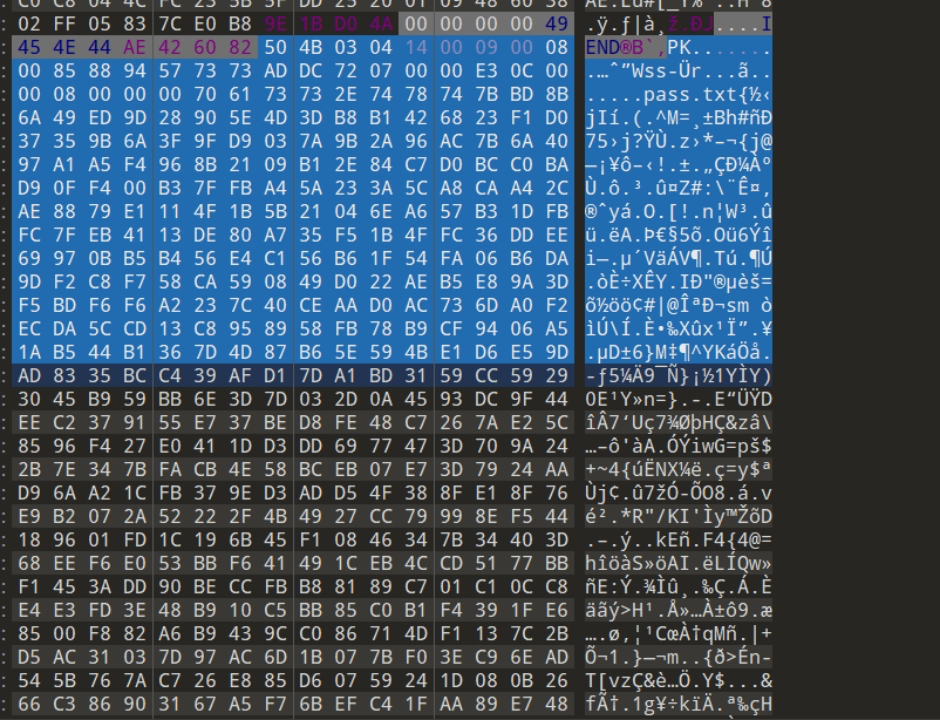 02 FF 05 83 7C E0 B8 9E 1B D0 4A 00 00 00 00 49 .ÿ.ƒ|à¸ž.ÐJ....I
: 45 4E 44 AE 42 60 82 50 4B 03 04 14 00 09 00 08 END®B`‚PK.......
: 00 85 88 94 57 73 73 AD DC 72 07 00 00 E3 0C 00 .…ˆ”Wss-Ür...ã..
: 00 08 00 00 00 70 61 73 73 2E 74 78 74 7B BD 8B .....pass.txt{½‹
: 6A 49 ED 9D 28 90 5E 4D 3D B8 B1 42 68 23 F1 D0 jIí.(.^M=¸±Bh#ñÐ
: 37 35 9B 6A 3F 9F D9 03 7A 9B 2A 96 AC 7B 6A 40 75›j?ŸÙ.z›*–¬{j@
: 97 A1 A5 F4 96 8B 21 09 B1 2E 84 C7 D0 BC C0 BA —¡¥ô–‹!.±.„ÇÐ¼Àº
: D9 0F F4 00 B3 7F FB A4 5A 23 3A 5C A8 CA A4 2C Ù.ô.³.û¤Z#:\¨Ê¤,
: AE 88 79 E1 11 4F 1B 5B 21 04 6E A6 57 B3 1D FB ®ˆyá.O.[!.n¦W³.û
: FC 7F EB 41 13 DE 80 A7 35 F5 1B 4F FC 36 DD EE ü.ëA.Þ€§5õ.Oü6Ýî
: 69 97 0B B5 B4 56 E4 C1 56 B6 1F 54 FA 06 B6 DA i—.µ´VäÁV¶.Tú.¶Ú
: 9D F2 C8 F7 58 CA 59 08 49 D0 22 AE B5 E8 9A 3D .òÈ÷XÊY.IÐ"®µèš=
: F5 BD F6 F6 A2 23 7C 40 CE AA D0 AC 73 6D A0 F2 õ½öö¢#|@ÎªÐ¬sm ò
: EC DA 5C CD 13 C8 95 89 58 FB 78 B9 CF 94 06 A5 ìÚ\Í.È•‰Xûx¹Ï”.¥
: 1A B5 44 B1 36 7D 4D 87 B6 5E 59 4B E1 D6 E5 9D .µD±6}M‡¶^YKáÖå.
: AD 83 35 BC C4 39 AF D1 7D A1 BD 31 59 CC 59 29 -ƒ5¼Ä9¯Ñ}¡½1YÌY)
: 30 45 B9 59 BB 6E 3D 7D 03 2D 0A 45 93 DC 9F 44 0E¹Y»n=}.-.E“ÜŸD
: EE C2 37 91 55 E7 37 BE D8 FE 48 C7 26 7A E2 5C îÂ7‘Uç7¾ØþHÇ&zâ\
: 85 96 F4 27 E0 41 1D D3 DD 69 77 47 3D 70 9A 24 …–ô'àA.ÓÝiwG=pš$
: 2B 7E 34 7B FA CB 4E 58 BC EB 07 E7 3D 79 24 AA +~4{úËNX¼ë.ç=y$ª
: D9 6A A2 1C FB 37 9E D3 AD D5 4F 38 8F E1 8F 76 Ùj¢.û7žÓ-ÕO8.á.v
: E9 B2 07 2A 52 22 2F 4B 49 27 CC 79 99 8E F5 44 é².*R"/KI'Ìy™ŽõD
: 18 96 01 FD 1C 19 6B 45 F1 08 46 34 7B 34 40 3D .–.ý..kEñ.F4{4@=
: 68 EE F6 E0 53 BB F6 41 49 1C EB 4C CD 51 77 BB hîöàS»öAI.ëLÍQw»
: F1 45 3A DD 90 BE CC FB B8 81 89 C7 01 C1 0C C8 ñE:Ý.¾Ìû¸.‰Ç.Á.È
: E4 E3 FD 3E 48 B9 10 C5 BB 85 C0 B1 F4 39 1F E6 äãý>H¹.Å»…À±ô9.æ
: 85 00 F8 82 A6 B9 43 9C C0 86 71 4D F1 13 7C 2B ….ø‚¦¹CœÀ†qMñ.|+
: D5 AC 31 03 7D 97 AC 6D 1B 07 7B F0 3E C9 6E AD Õ¬1.}—¬m..{ð>Én-
: 54 5B 76 7A C7 26 E8 85 D6 07 59 24 1D 08 0B 26 T[vzÇ&è…Ö.Y$...&
: 66 C3 86 90 31 67 A5 F7 6B EF C4 1F AA 89 E7 48 fÃ†.1g¥÷kïÄ.ª‰çH